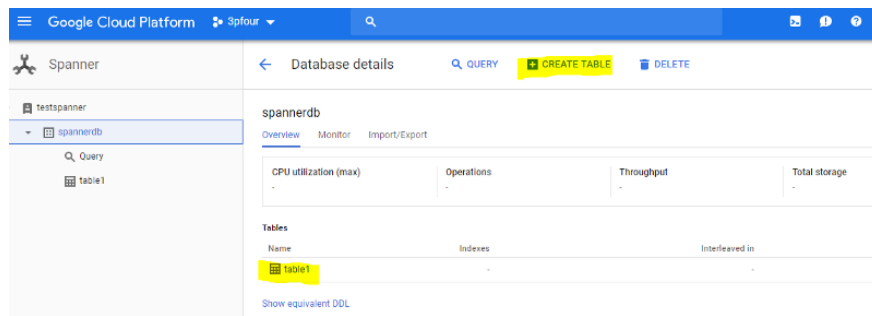 Google Cloud Platform 3pfour
Spanner
Database details QUERY CREATE TABLE DELETE
testspanner
spannerdb
Query
table1
spannerdb
Overview Monitor Import/Export
CPU utilization (max) Operations Throughput Total storage
- - - -
Tables
Name Indexes Interleaved in
table1 - -
Show equivalent DDL